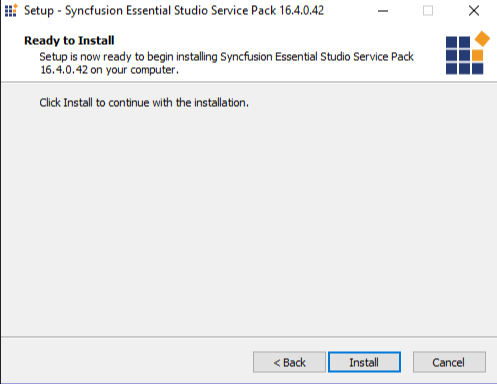 Setup - Syncfusion Essential Studio Service Pack 16.4.0.42
Ready to Install
Setup is now ready to begin installing Syncfusion Essential Studio Service Pack
16.4.0.42 on your computer.
Click Install to continue with the installation.
< Back
Install
Cancel